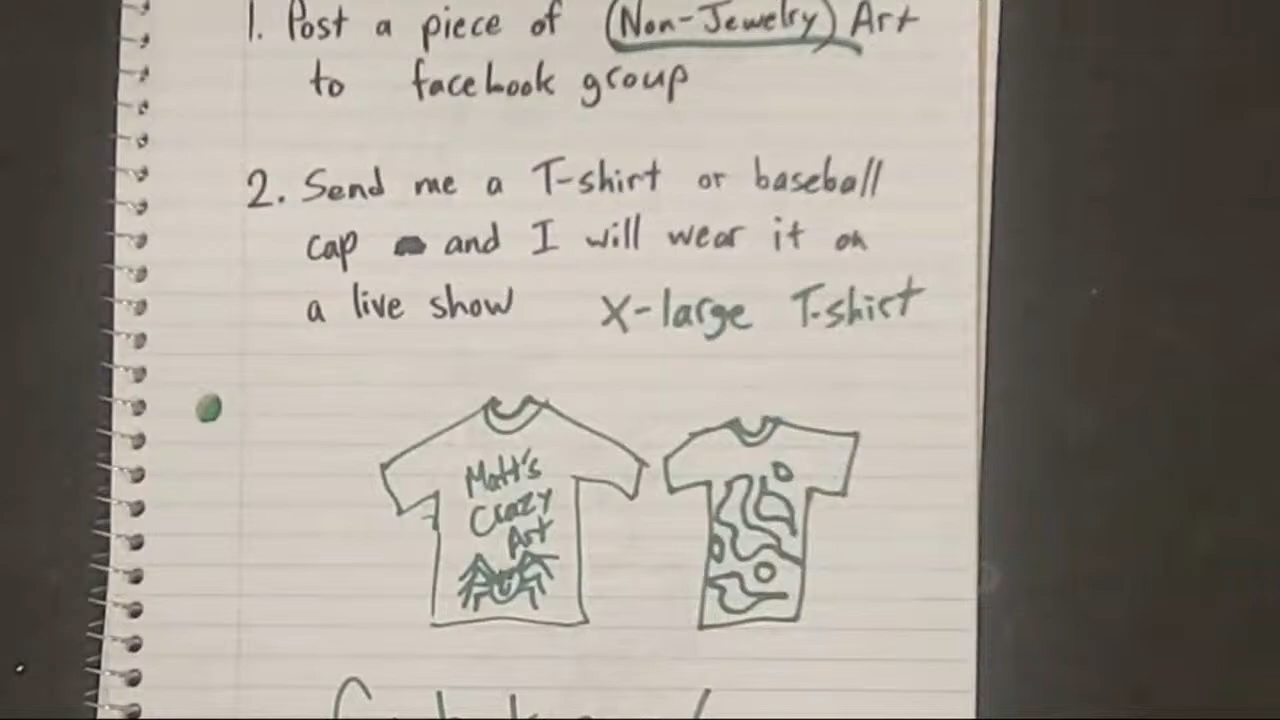 1. Post a piece of (Non-Jewelry) Art
to facebook group
2. Send me a T-shirt or baseball
cap and I will wear it on
a live show X-large T-shirt
Matt's
Crazy
Art